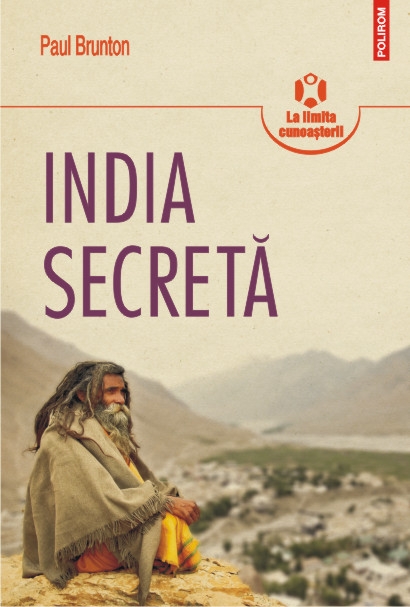 Paul Brunton
POLIROM
La limita
cunoașterii
INDIA
SECRETĂ